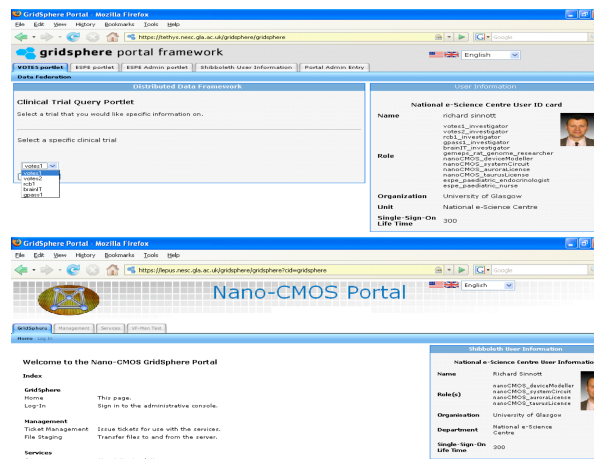 GridSphere Portal - Mozilla Firefox
File Edit View History Bookmarks Tools Help
https://tethys.nesc.gla.ac.uk/gridsphere/gridsphere
Google
gridsphere portal framework
English
VOTES portlet ESPE portlet ESPE Admin portlet Shibboleth User Information Portal Admin Entry
Data Federation
Distributed Data Framework
Clinical Trial Query Portlet
Select a trial that you would like specific information on.
Select a specific clinical trial
votes1
votes1
votes2
rcb1
brainIT
gpass1
User Information
National e-Science Centre User ID card
Name richard sinnott
Role
votes1_investigator
votes2_investigator
rcb1_investigator
gpass1_investigator
brainIT_investigator
gemeps_rat_genome_researcher
nanoCMOS_deviceModeller
nanoCMOS_systemCircuit
nanoCMOS_auroraLicense
nanoCMOS_taurusLicense
espe_paediatric_endocrinologist
espe_paediatric_nurse
Organization University of Glasgow
Unit National e-Science Centre
Single-Sign-On Life Time 300
GridSphere Portal - Mozilla Firefox
File Edit View History Bookmarks Tools Help
https://lepus.nesc.gla.ac.uk/gridsphere/gridsphere?cid=gridsphere
Google
Nano-CMOS Portal
English
GridSphere Management Services
Home Log In
Welcome to the Nano-CMOS GridSphere Portal
Index
GridSphere
Home This page.
Log-In Sign in to the administrative console.
Management
Ticket Management Issue tickets for use with the services.
File Staging Transfer files to and from the server.
Services
Shibboleth User Information
National e-Science Centre User Informatio
Name Richard Sinnott
Role(s)
nanoCMOS_deviceModeller
nanoCMOS_systemCircuit
nanoCMOS_auroraLicense
nanoCMOS_taurusLicense
Organisation University of Glasgow
Department National e-Science Centre
Single-Sign-On Life Time 300